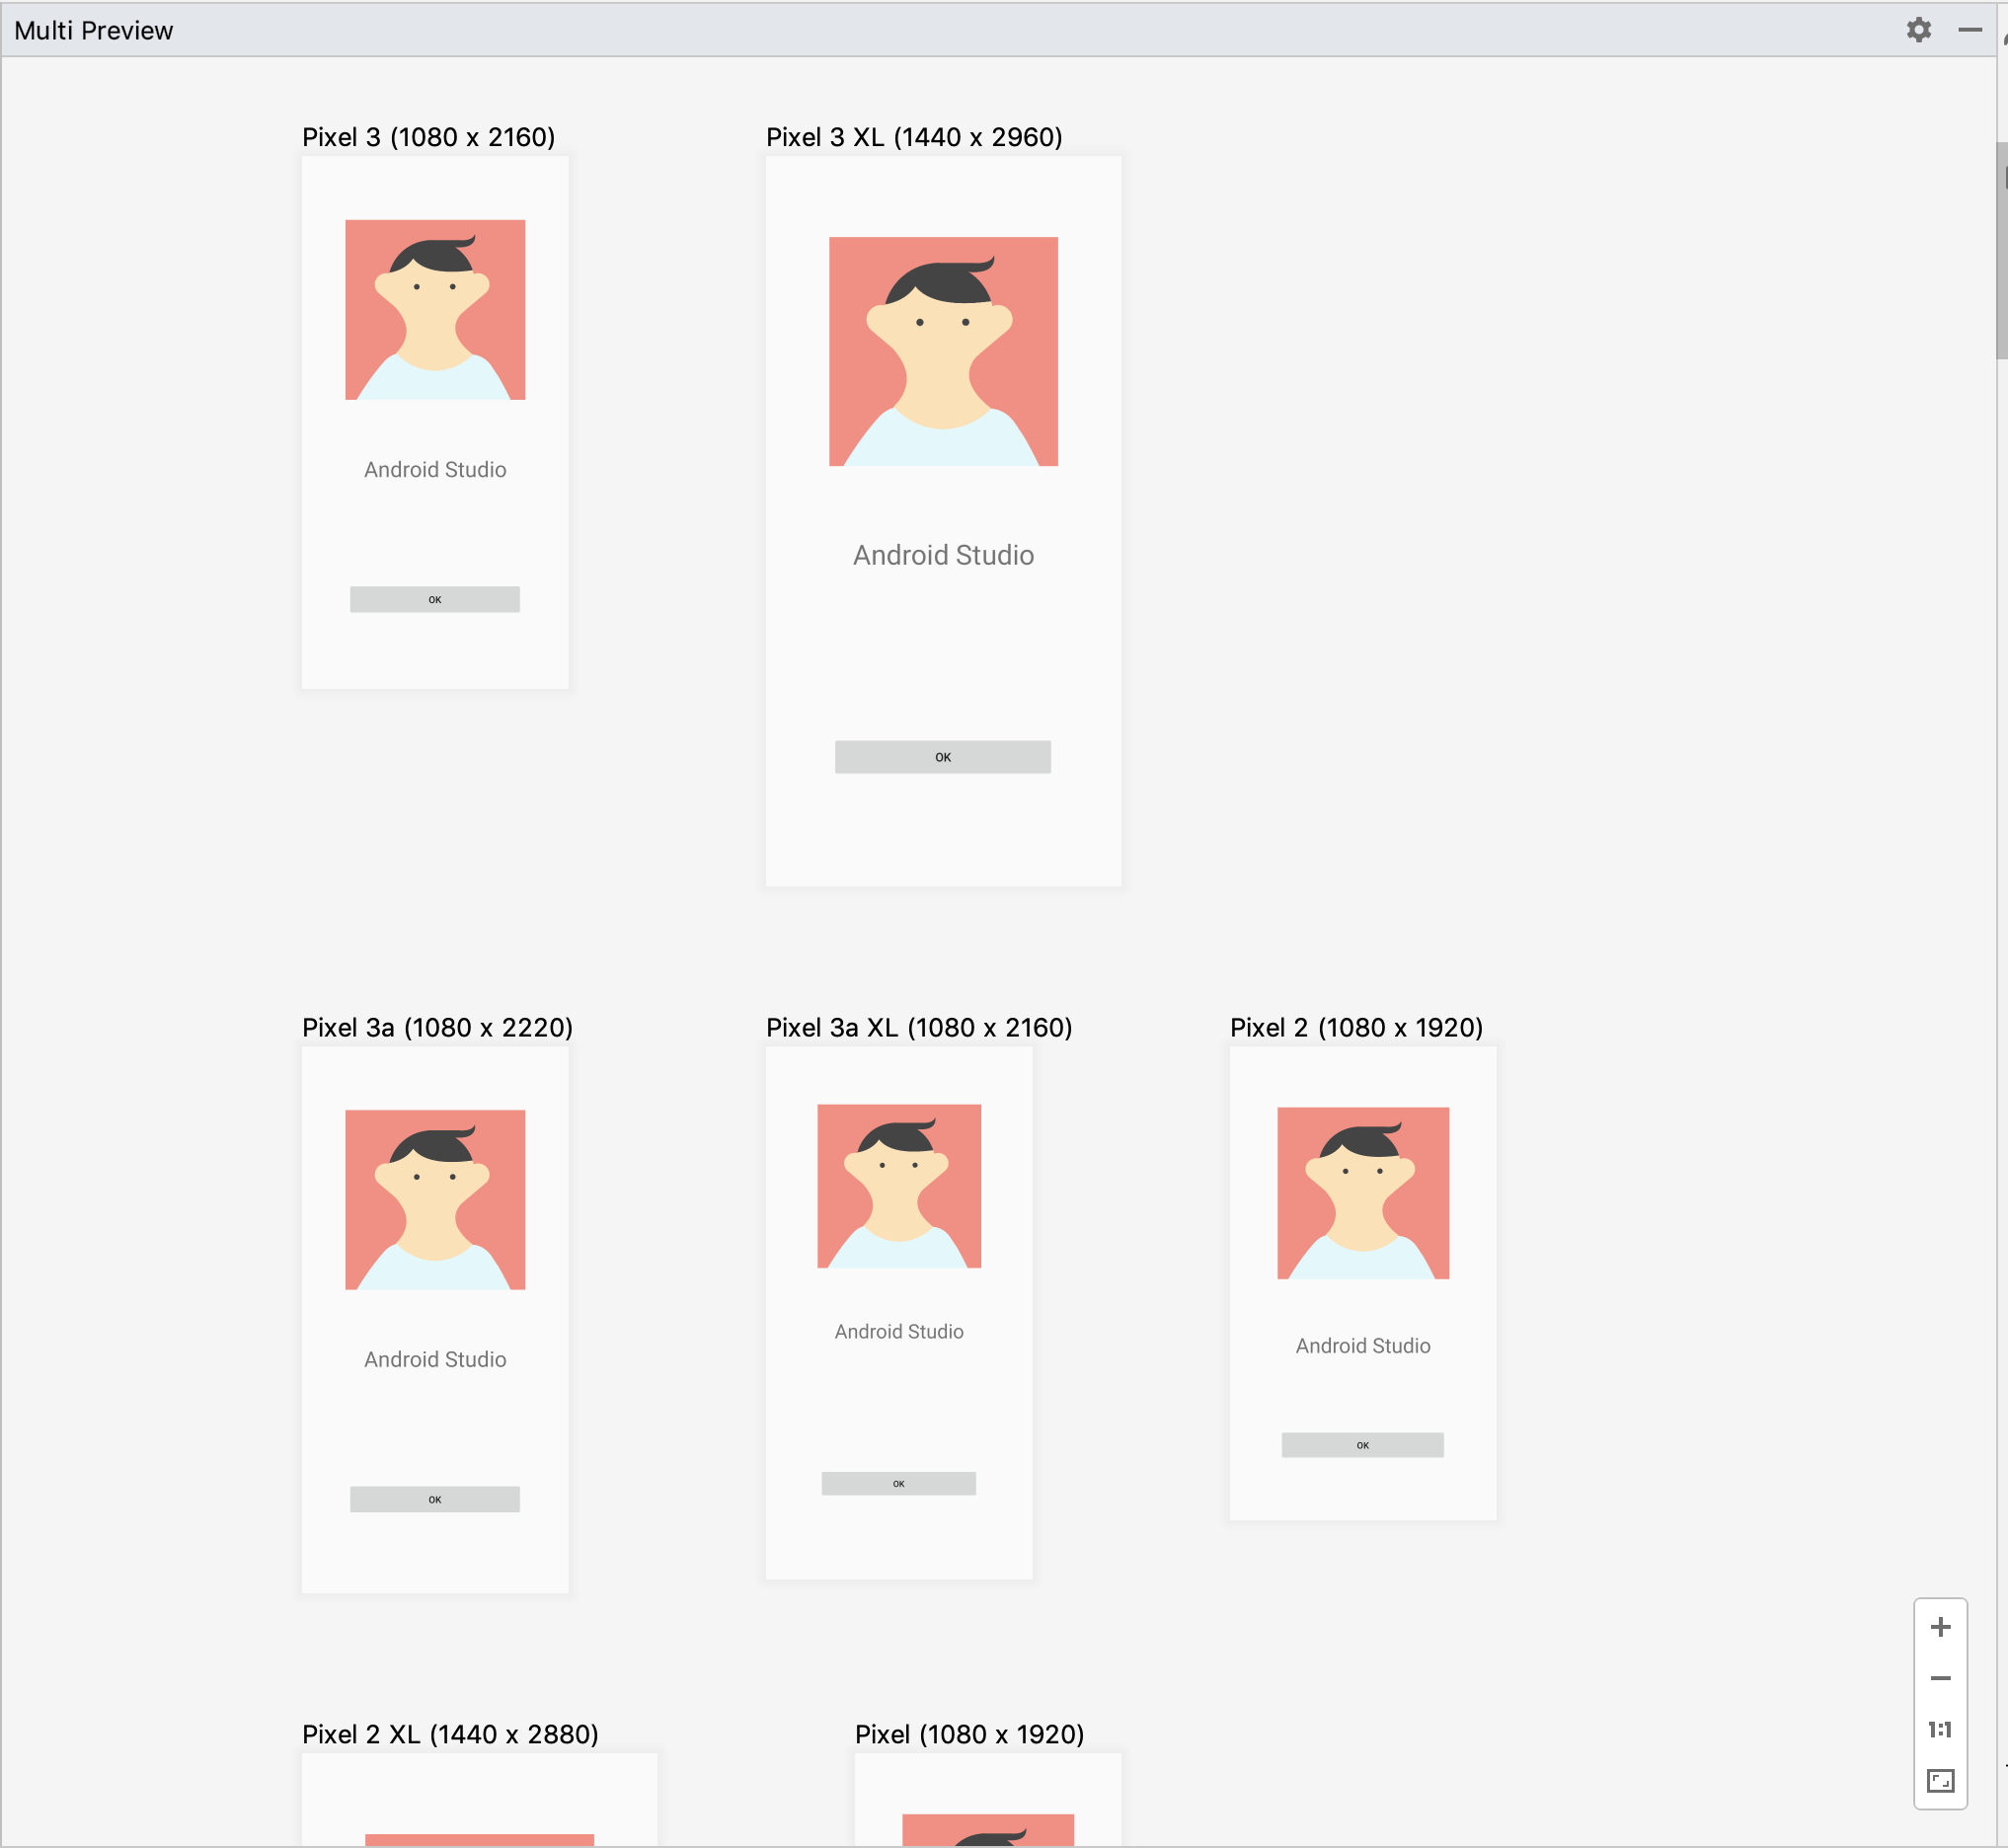 Multi Preview
Pixel 3 (1080 x 2160)
Pixel 3 XL (1440 x 2960)
Android Studio
OK
Android Studio
OK
Pixel 3a (1080 x 2220)
Pixel 3a XL (1080 x 2160)
Pixel 2 (1080 x 1920)
Android Studio
OK
Android Studio
OK
Android Studio
OK
Pixel 2 XL (1440 x 2880)
Pixel (1080 x 1920)
1:1